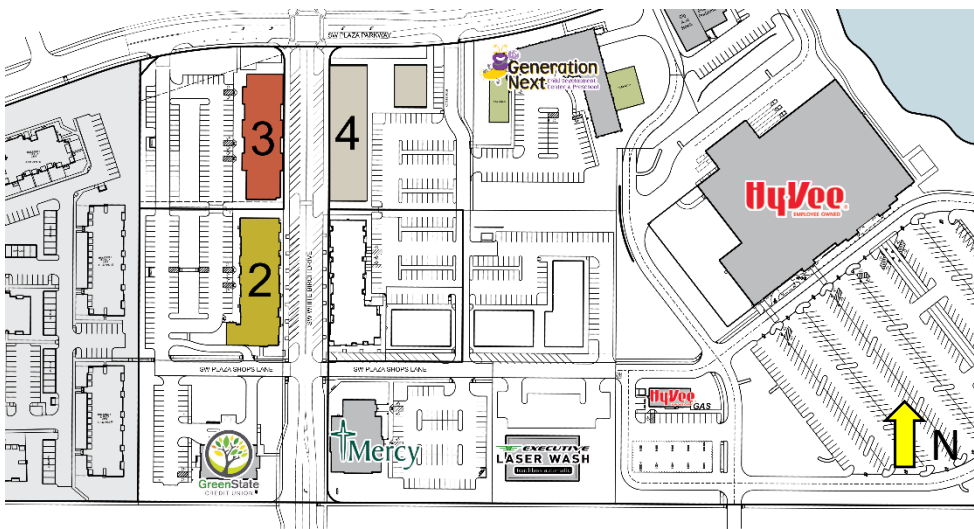 SW PLAZA PARKWAY
the
Generation
Next
Child Development
Center & Preschool
3
4
HyVee
EMPLOYEE OWNED
2
SW WHITE BIRCH DRIVE
SW PLAZA SHOPS LANE
SW PLAZA SHOPS LANE
HyVee
GAS
GreenState
CREDIT UNION
Mercy
EXECUTIVE
LASER WASH
N